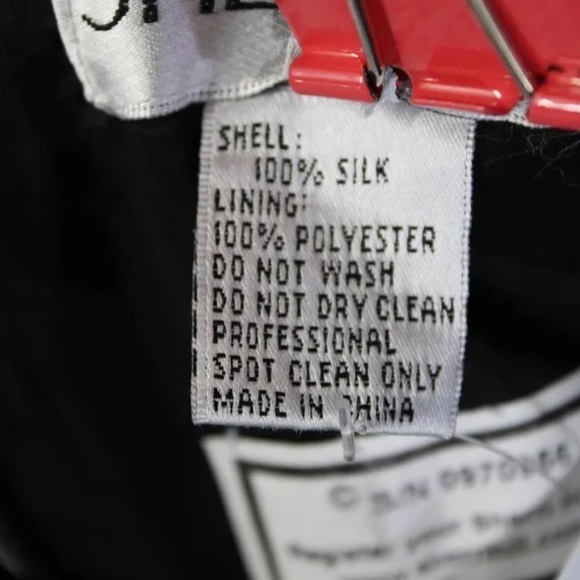 SHELL:
100% SILK
LINING:
100% POLYESTER
DO NOT WASH
DO NOT DRY CLEAN
PROFESSIONAL
SPOT CLEAN ONLY
MADE IN CHINA
S/N